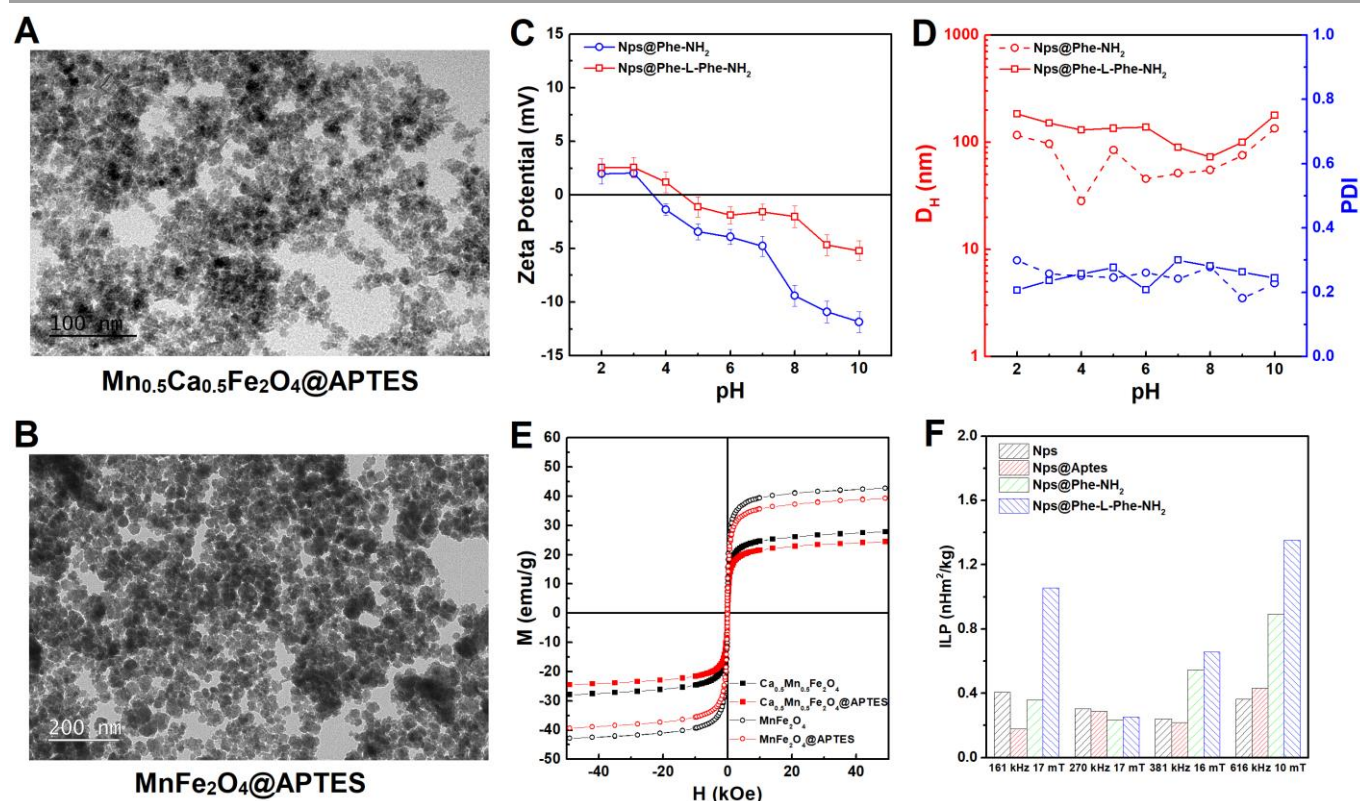 A
100 nm
Mn0.5Ca0.5Fe2O4@APTES
B
200 nm
MnFe2O4@APTES
C
Nps@Phe-NH2
Nps@Phe-L-Phe-NH2
Zeta Potential (mV)
15
10
5
0
-5
-10
-15
2 4 6 8 10
pH
D
Nps@Phe-NH2
Nps@Phe-L-Phe-NH2
DH (nm)
1000
100
10
1
PDI
1.0
0.8
0.6
0.4
0.2
0.0
2 4 6 8 10
pH
E
M (emu/g)
60
50
40
30
20
10
0
-10
-20
-30
-40
-50
Ca0.5Mn0.5Fe2O4
Ca0.5Mn0.5Fe2O4@APTES
MnFe2O4
MnFe2O4@APTES
-40 -20 0 20 40
H (kOe)
F
Nps
Nps@Aptes
Nps@Phe-NH2
Nps@Phe-L-Phe-NH2
ILP (nHm2/kg)
2.0
1.6
1.2
0.8
0.4
0.0
161 kHz 17 mT 270 kHz 17 mT 381 kHz 16 mT 616 kHz 10 mT